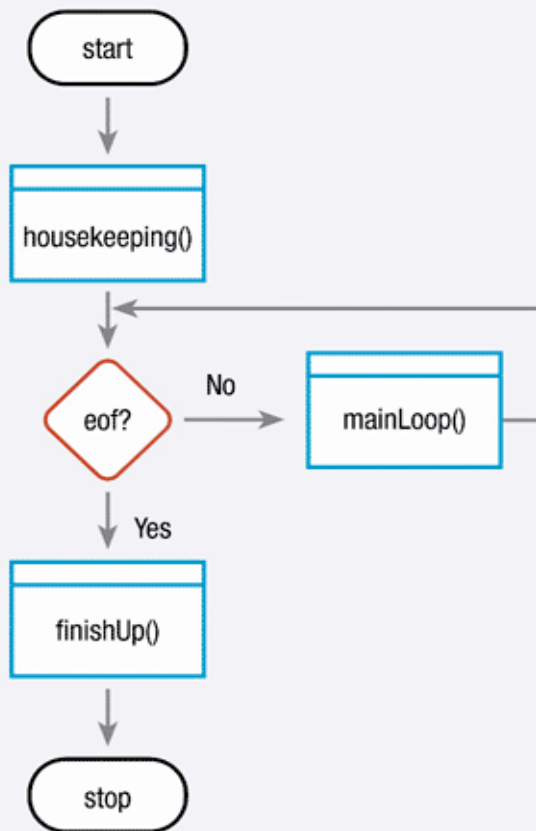 start
housekeeping()
eof?
No
mainLoop()
Yes
finishUp()
stop